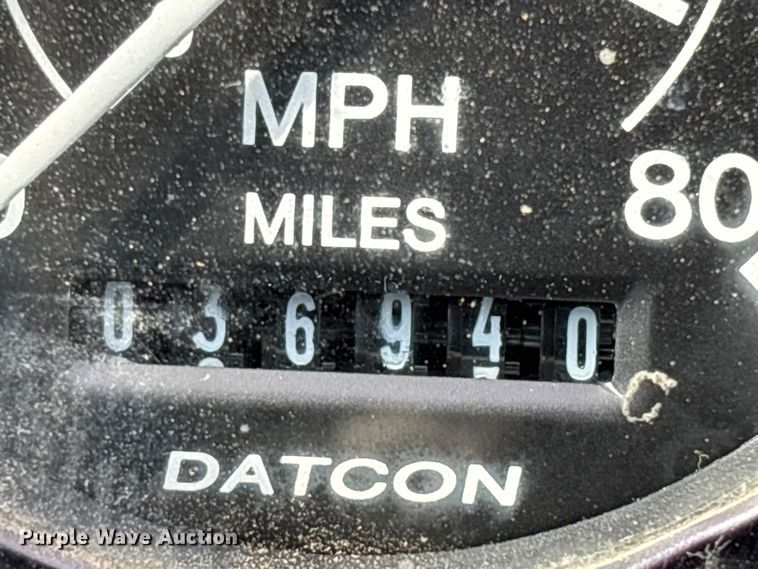 MPH
MILES
80
036940
DATCON
Purple Wave Auction